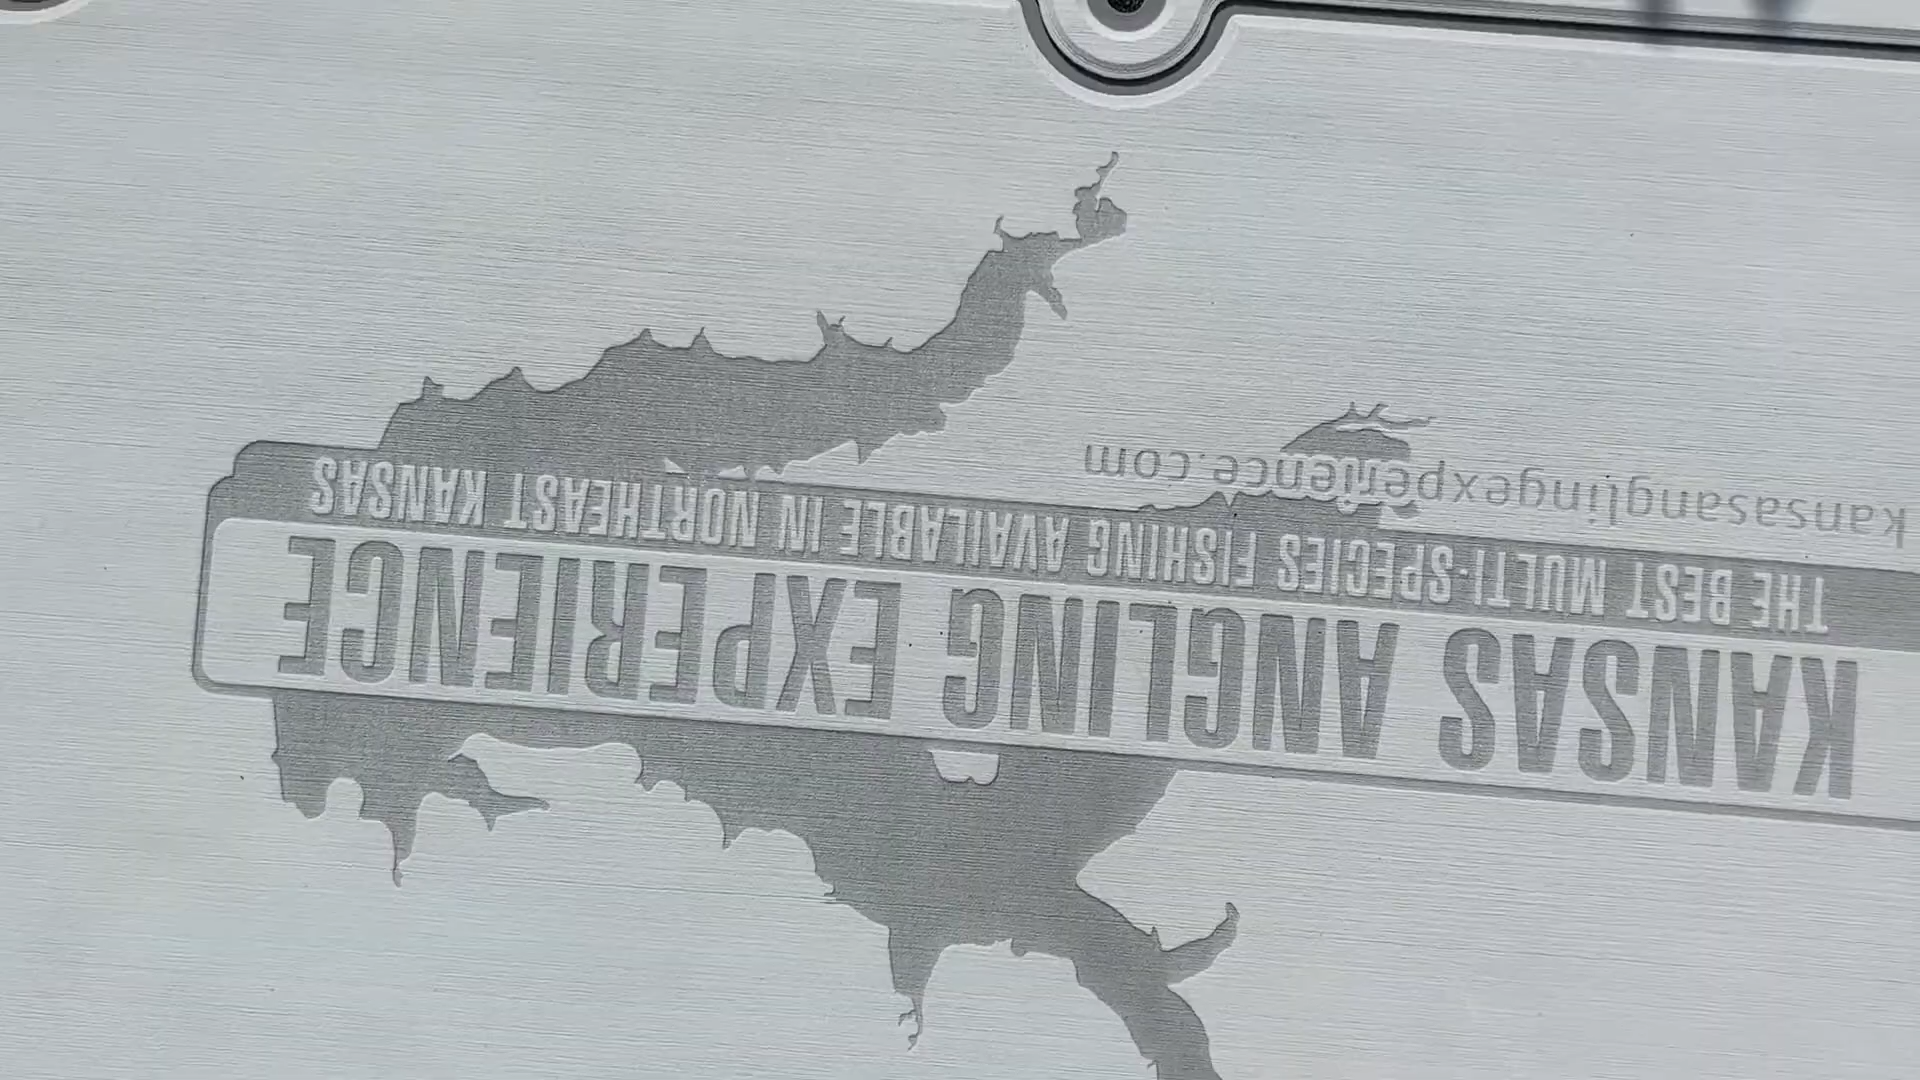 KANSAS ANGLING EXPERIENCE
THE BEST MULTI-SPECIES FISHING AVAILABLE IN NORTHEAST KANSAS
kansasanglingexperience.com